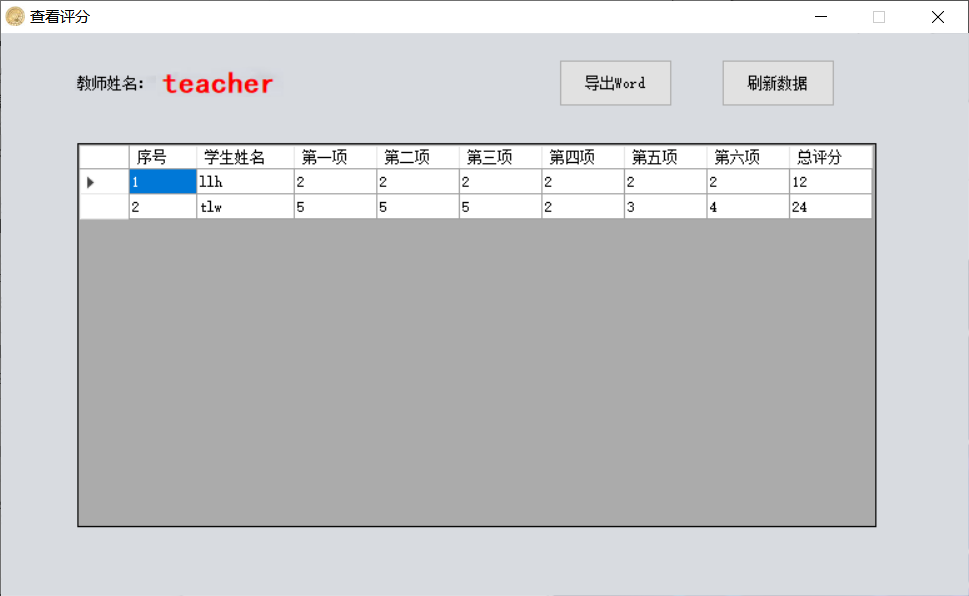 查看评分
教师姓名： teacher 导出Word 刷新数据
序号 学生姓名 第一项 第二项 第三项 第四项 第五项 第六项 总评分
1 llh 2 2 2 2 2 2 12
2 tlw 5 5 5 2 3 4 24